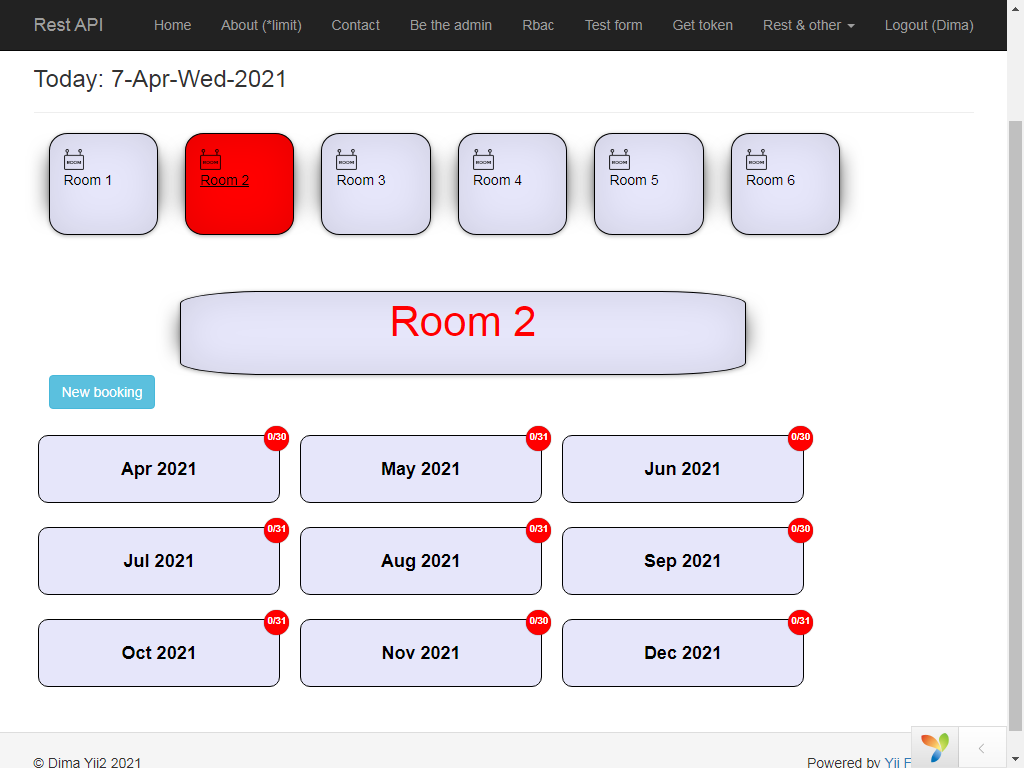 Rest API Home About (*limit) Contact Be the admin Rbac Test form Get token Rest & other Logout (Dima)
Today: 7-Apr-Wed-2021
ROOM ROOM ROOM ROOM ROOM ROOM
Room 1 Room 2 Room 3 Room 4 Room 5 Room 6
Room 2
New booking
0/30 0/31 0/30
Apr 2021 May 2021 Jun 2021
0/31 0/31 0/30
Jul 2021 Aug 2021 Sep 2021
0/31 0/30 0/31
Oct 2021 Nov 2021 Dec 2021
© Dima Yii2 2021 Powered by Yii F